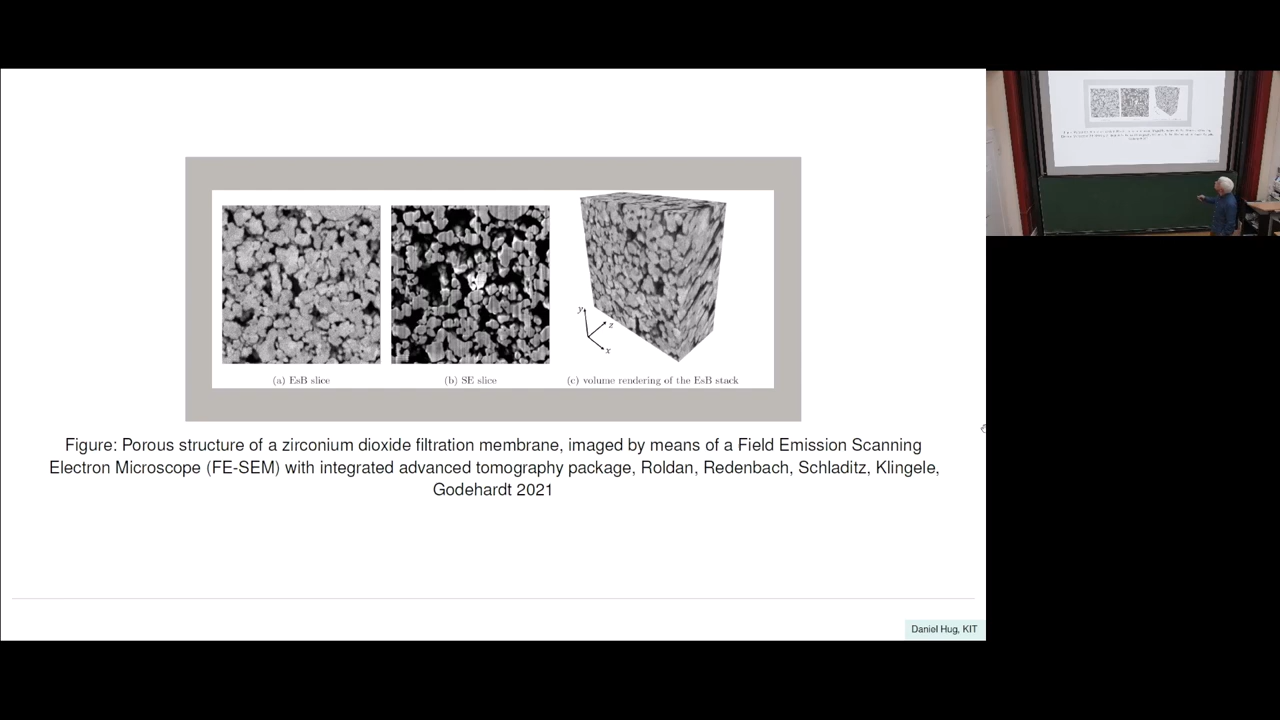 y
z
x
(a) EsB slice
(b) SE slice
(c) volume rendering of the EsB stack
Figure: Porous structure of a zirconium dioxide filtration membrane, imaged by means of a Field Emission Scanning
Electron Microscope (FE-SEM) with integrated advanced tomography package, Roldan, Redenbach, Schladitz, Klingele,
Godehardt 2021
Daniel Hug, KIT